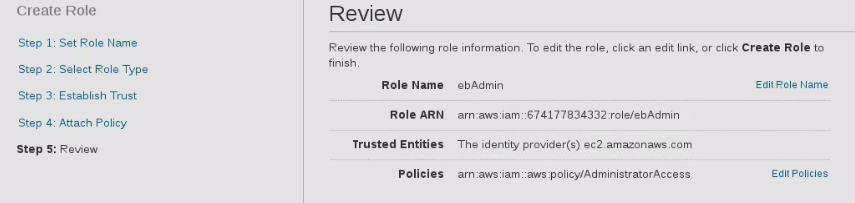 Create Role
Step 1: Set Role Name
Step 2: Select Role Type
Step 3: Establish Trust
Step 4: Attach Policy
Step 5: Review
Review
Review the following role information. To edit the role, click an edit link, or click Create Role to
finish.
Role Name ebAdmin Edit Role Name
Role ARN arn:aws:iam::674177834332:role/ebAdmin
Trusted Entities The identity provider(s) ec2.amazonaws.com
Policies arn:aws:iam::aws:policy/AdministratorAccess Edit Policies